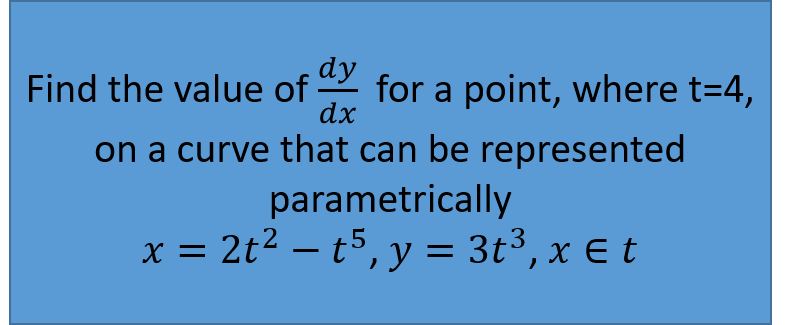 Find the value of dy/dx for a point, where t=4,
on a curve that can be represented
parametrically
x = 2t² − t⁵, y = 3t³, x ∈ t